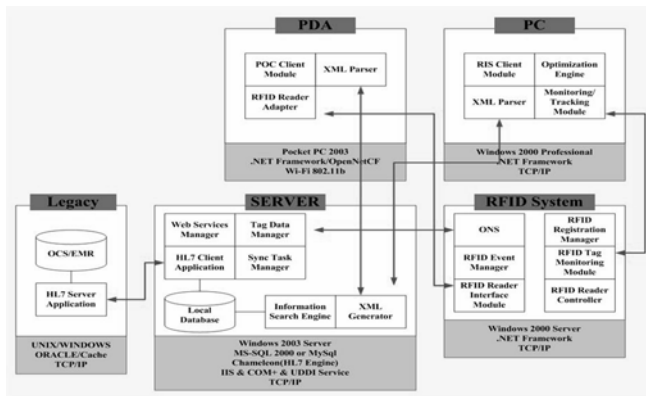 PDA
POC Client
Module
XML Parser
RFID Reader
Adapter
Pocket PC 2003
.NET Framework/OpenNetCF
Wi-Fi 802.11b
PC
RIS Client
Module
Optimization
Engine
XML Parser
Monitoring/
Tracking
Module
Windows 2000 Professional
.NET Framework
TCP/IP
Legacy
OCS/EMR
HL7 Server
Application
UNIX/WINDOWS
ORACLE/Cache
TCP/IP
SERVER
Web Services
Manager
Tag Data
Manager
HL7 Client
Application
Sync Task
Manager
Local
Database
Information
Search Engine
XML
Generator
Windows 2003 Server
MS-SQL 2000 or MySql
Chameleon(HL7 Engine)
IIS & COM+ & UDDI Service
TCP/IP
RFID System
ONS
RFID
Registration
Manager
RFID Event
Manager
RFID Tag
Monitoring
Module
RFID Reader
Interface
Module
RFID Reader
Controller
Windows 2000 Server
.NET Framework
TCP/IP